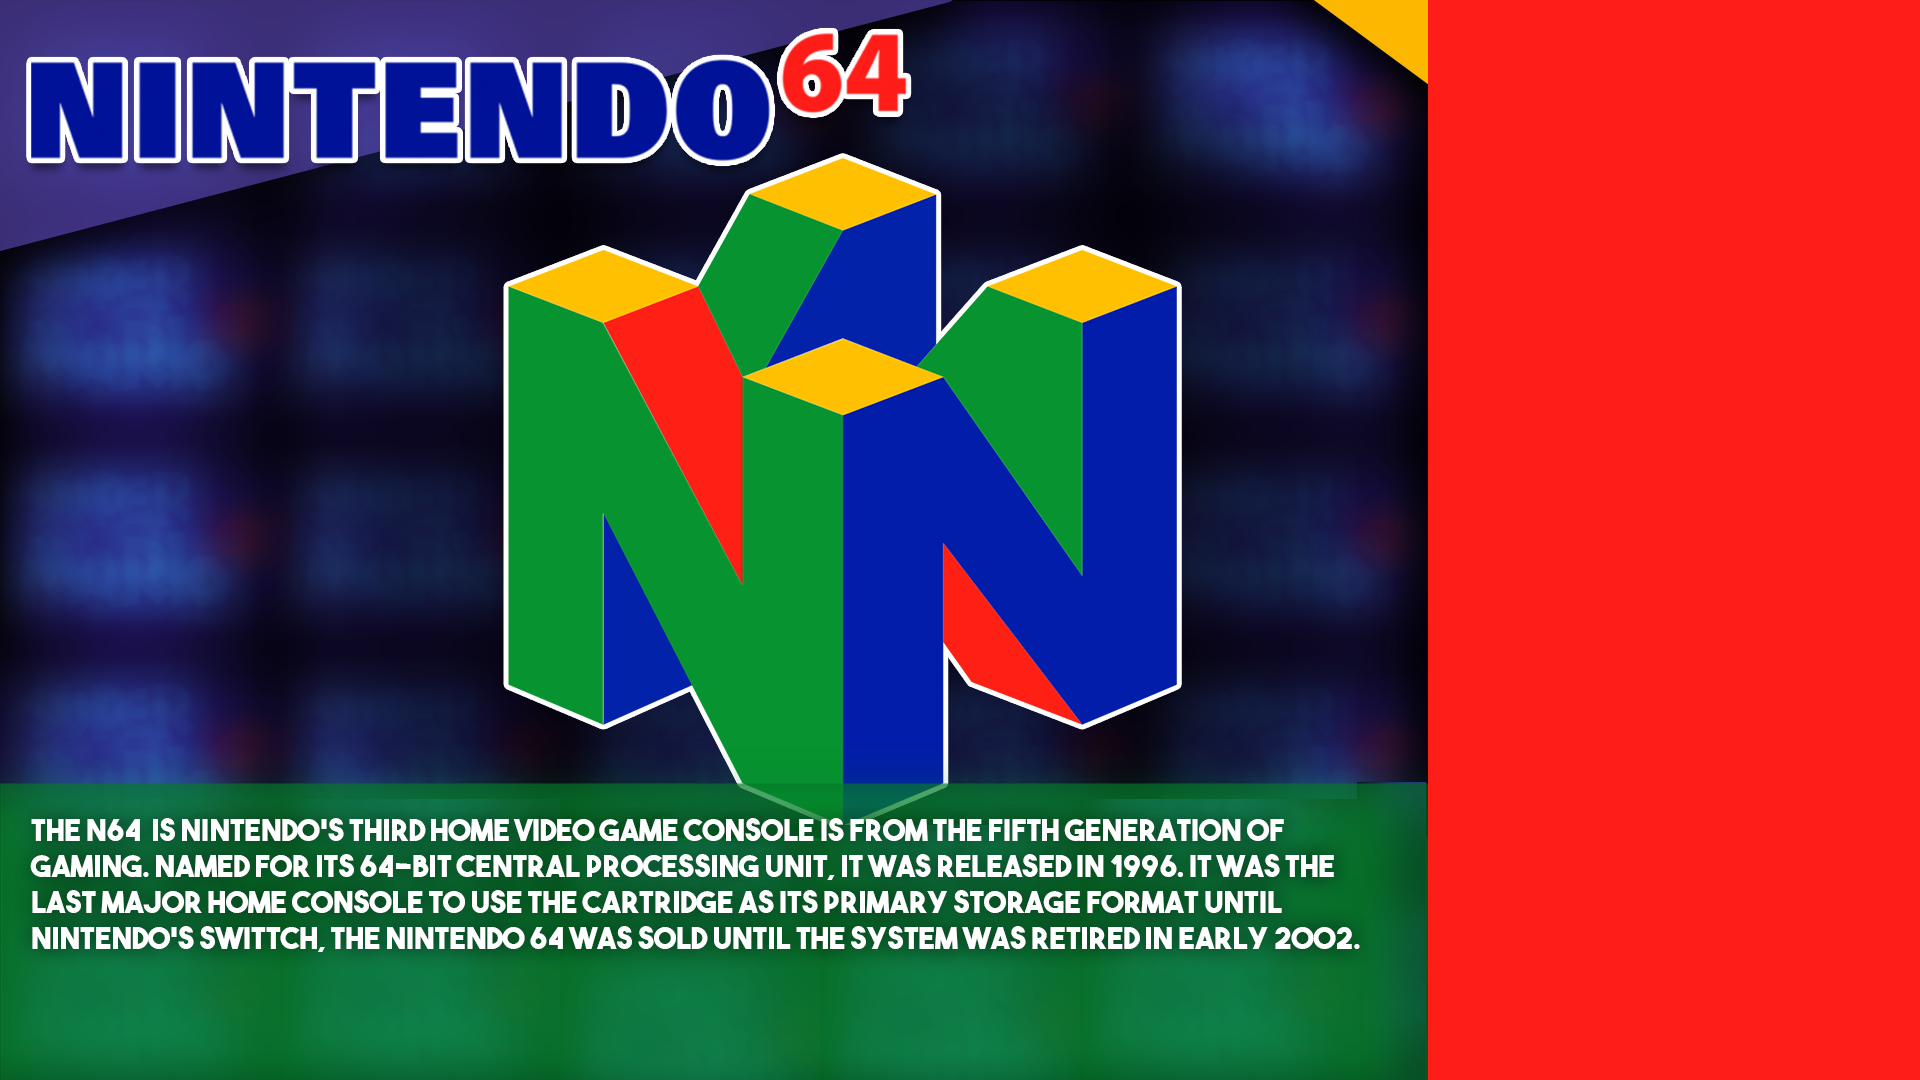 NINTENDO64
THE N64 IS NINTENDO'S THIRD HOME VIDEO GAME CONSOLE IS FROM THE FIFTH GENERATION OF
GAMING. NAMED FOR ITS 64-BIT CENTRAL PROCESSING UNIT, IT WAS RELEASED IN 1996. IT WAS THE
LAST MAJOR HOME CONSOLE TO USE THE CARTRIDGE AS ITS PRIMARY STORAGE FORMAT UNTIL
NINTENDO'S SWITTCH, THE NINTENDO 64 WAS SOLD UNTIL THE SYSTEM WAS RETIRED IN EARLY 2002.